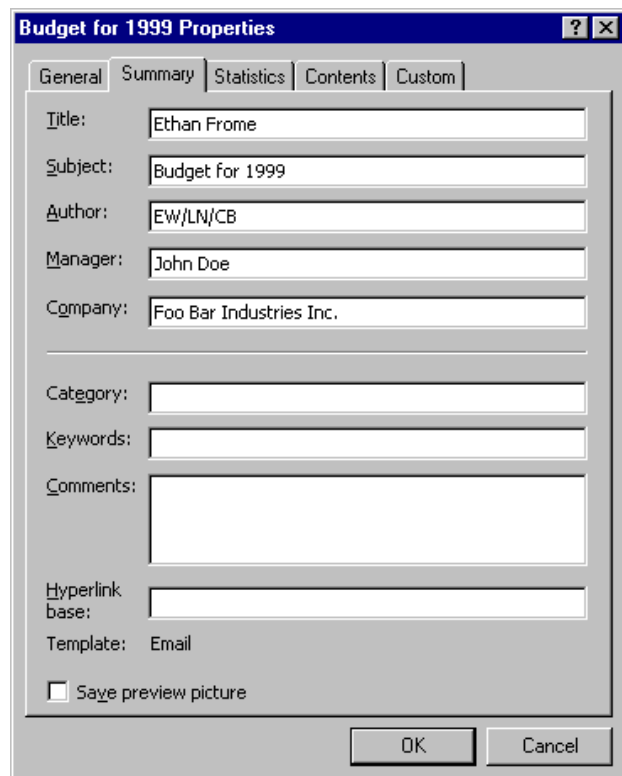 Budget for 1999 Properties
General Summary Statistics Contents Custom
Title: Ethan Frome
Subject: Budget for 1999
Author: EW/LN/CB
Manager: John Doe
Company: Foo Bar Industries Inc.
Category:
Keywords:
Comments:
Hyperlink
base:
Template: Email
Save preview picture
OK Cancel